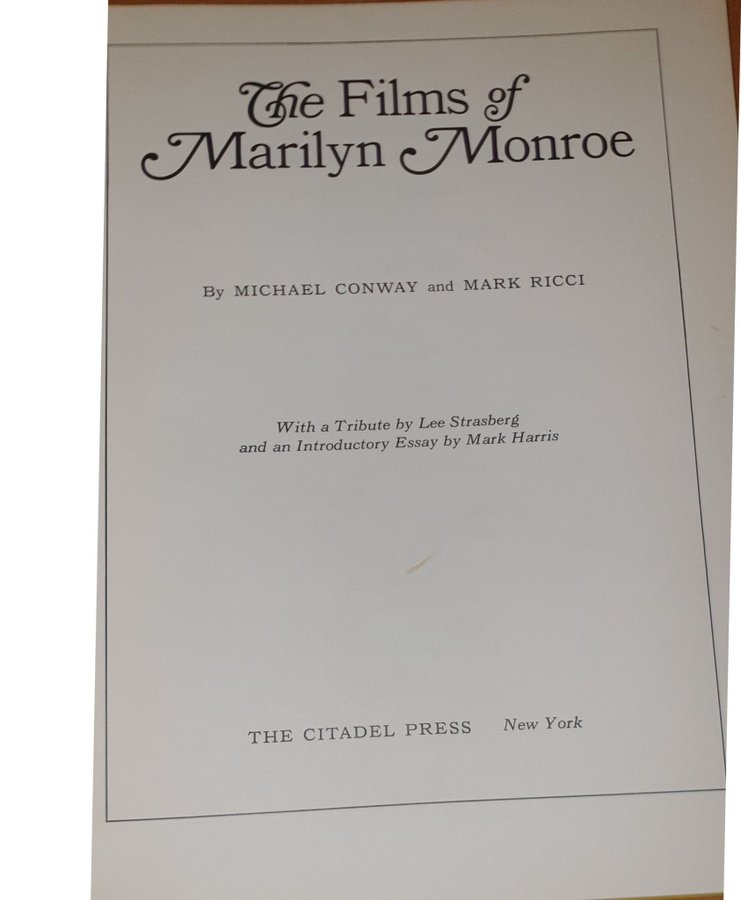 The Films of
Marilyn Monroe
By MICHAEL CONWAY and MARK RICCI
With a Tribute by Lee Strasberg
and an Introductory Essay by Mark Harris
THE CITADEL PRESS New York